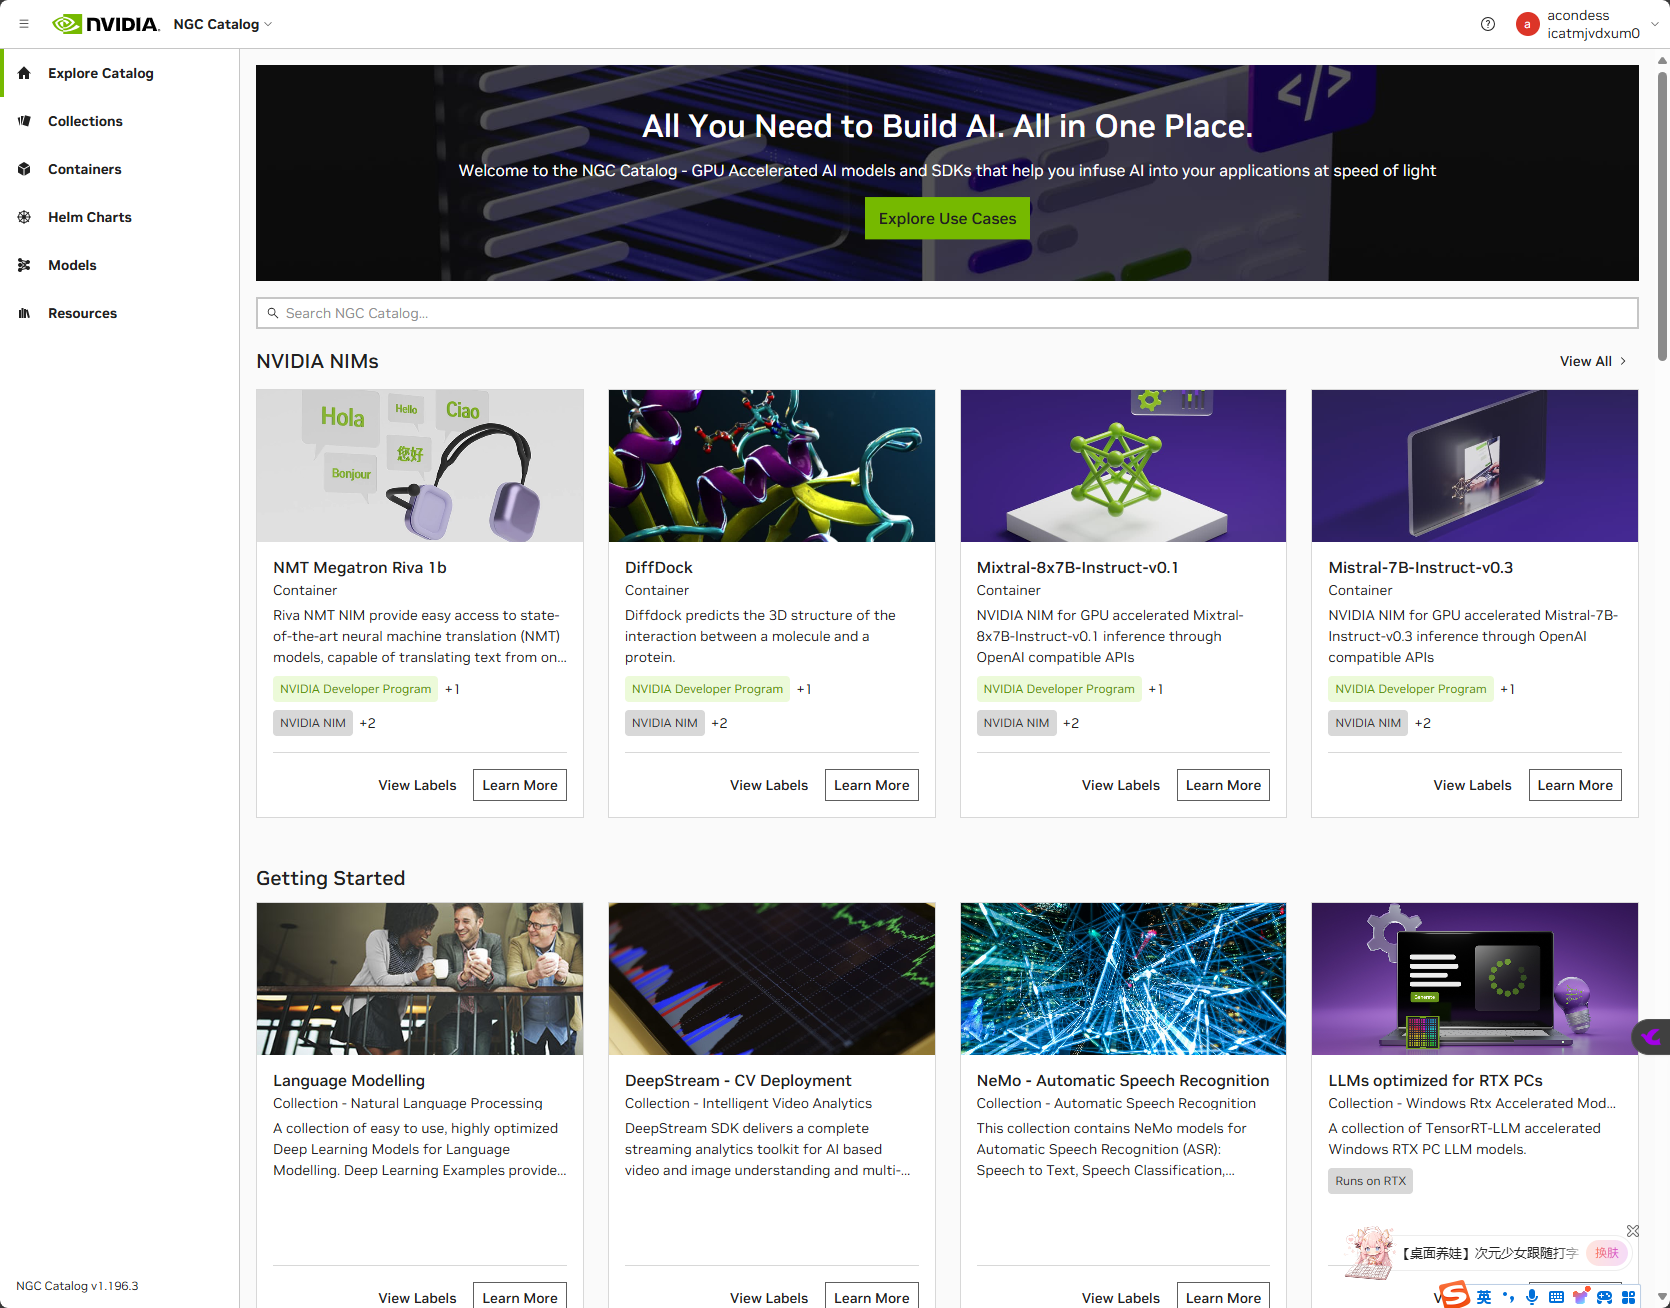 NVIDIA.
NGC Catalog
acondess
icatmjvdxum0
a
Explore Catalog
Collections
Containers
Helm Charts
Models
Resources
NGC Catalog v1.196.3
All You Need to Build AI. All in One Place.
Welcome to the NGC Catalog - GPU Accelerated AI models and SDKs that help you infuse AI into your applications at speed of light
Explore Use Cases
Search NGC Catalog...
NVIDIA NIMs
View All
Hola
Hello
Ciao
您好
Bonjour
NMT Megatron Riva 1b
Container
Riva NMT NIM provide easy access to state-
of-the-art neural machine translation (NMT)
models, capable of translating text from on...
NVIDIA Developer Program +1
NVIDIA NIM +2
View Labels
Learn More
DiffDock
Container
Diffdock predicts the 3D structure of the
interaction between a molecule and a
protein.
NVIDIA Developer Program +1
NVIDIA NIM +2
View Labels
Learn More
Mixtral-8x7B-Instruct-v0.1
Container
NVIDIA NIM for GPU accelerated Mixtral-
8x7B-Instruct-v0.1 inference through
OpenAI compatible APIs
NVIDIA Developer Program +1
NVIDIA NIM +2
View Labels
Learn More
Mistral-7B-Instruct-v0.3
Container
NVIDIA NIM for GPU accelerated Mistral-7B-
Instruct-v0.3 inference through OpenAI
compatible APIs
NVIDIA Developer Program +1
NVIDIA NIM +2
View Labels
Learn More
Getting Started
Language Modelling
Collection - Natural Language Processing
A collection of easy to use, highly optimized
Deep Learning Models for Language
Modelling. Deep Learning Examples provide...
View Labels
Learn More
DeepStream - CV Deployment
Collection - Intelligent Video Analytics
DeepStream SDK delivers a complete
streaming analytics toolkit for AI based
video and image understanding and multi-...
View Labels
Learn More
NeMo - Automatic Speech Recognition
Collection - Automatic Speech Recognition
This collection contains NeMo models for
Automatic Speech Recognition (ASR):
Speech to Text, Speech Classification,...
View Labels
Learn More
Generate
LLMs optimized for RTX PCs
Collection - Windows Rtx Accelerated Mod...
A collection of TensorRT-LLM accelerated
Windows RTX PC LLM models.
Runs on RTX
【桌面养娃】次元少女跟随打字
换肤
S 英